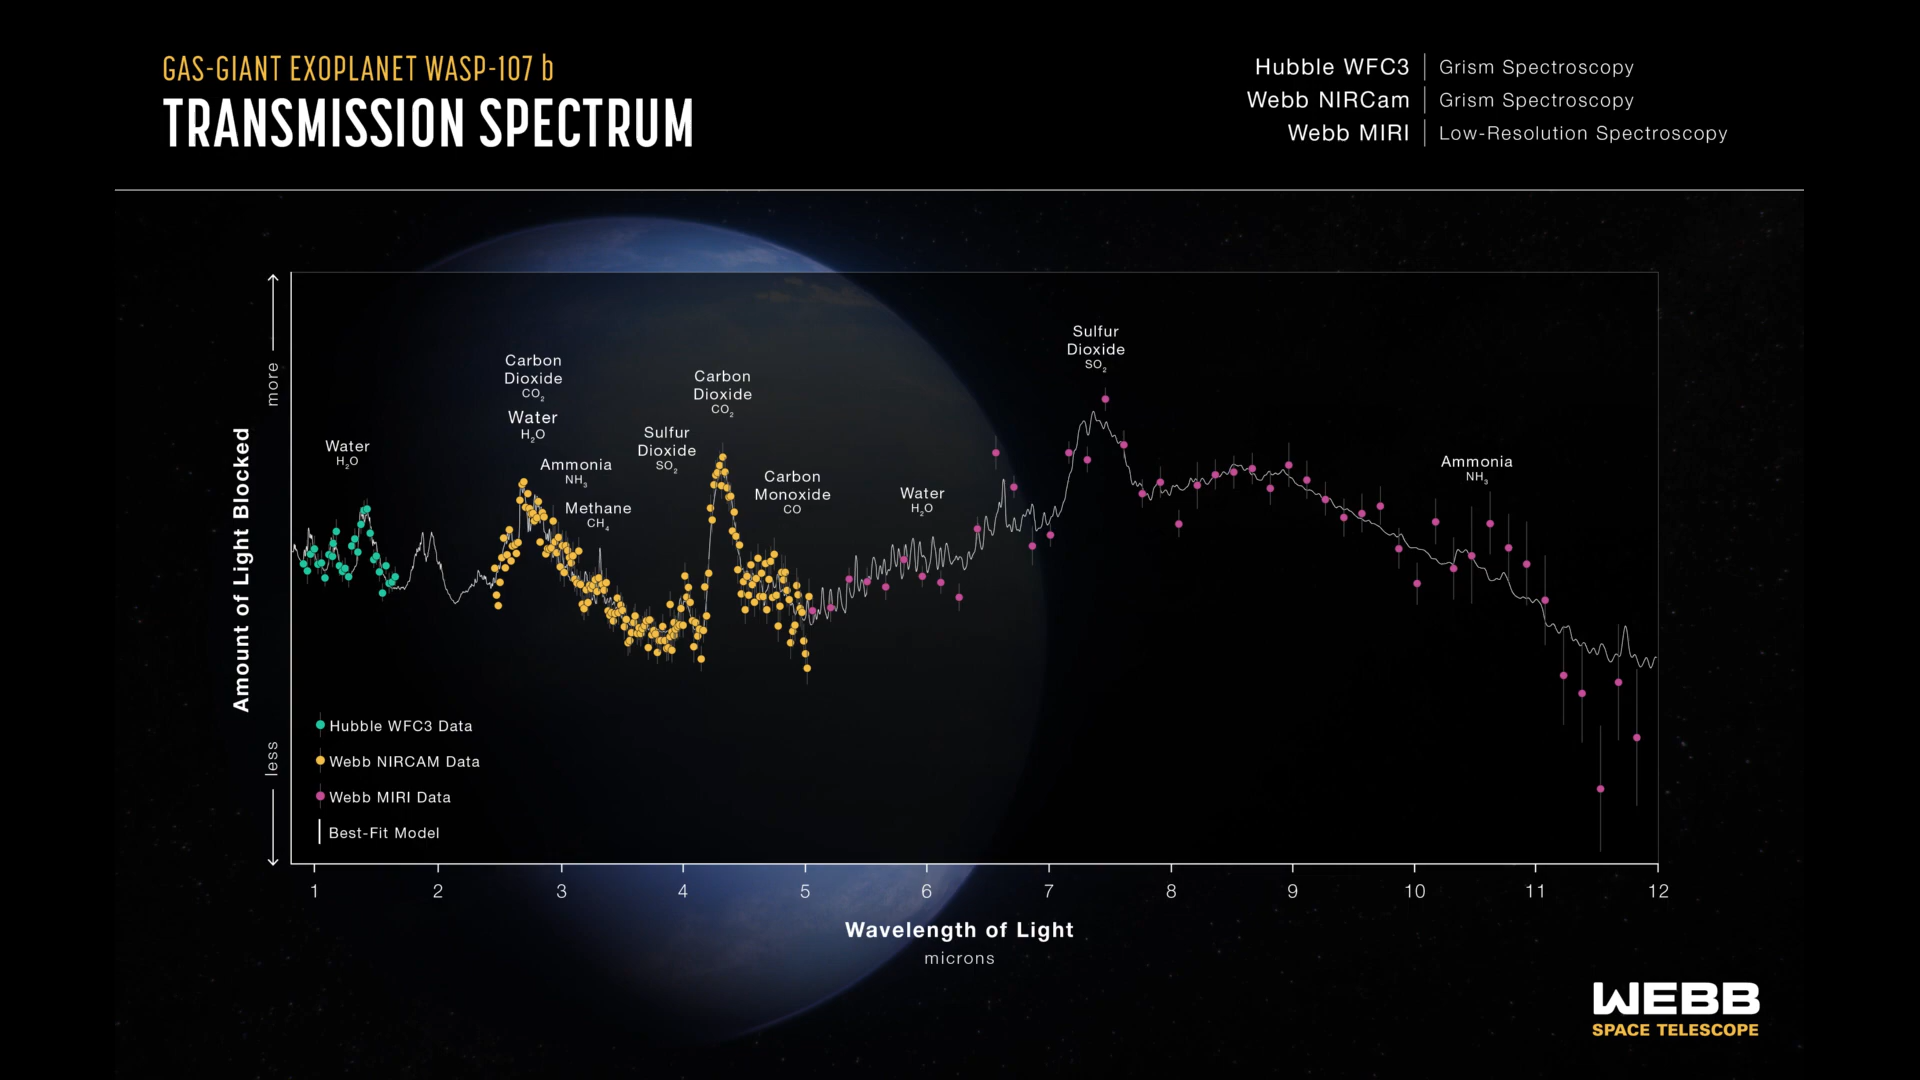 GAS-GIANT EXOPLANET WASP-107 b
TRANSMISSION SPECTRUM
Hubble WFC3 | Grism Spectroscopy
Webb NIRCam | Grism Spectroscopy
Webb MIRI | Low-Resolution Spectroscopy
more
Amount of Light Blocked
less
Water
H₂O
Carbon
Dioxide
CO₂
Water
H₂O
Ammonia
NH₃
Methane
CH₄
Sulfur
Dioxide
SO₂
Carbon
Dioxide
CO₂
Carbon
Monoxide
CO
Water
H₂O
Sulfur
Dioxide
SO₂
Ammonia
NH₃
Hubble WFC3 Data
Webb NIRCAM Data
Webb MIRI Data
Best-Fit Model
1 2 3 4 5 6 7 8 9 10 11 12
Wavelength of Light
microns
WEBB
SPACE TELESCOPE